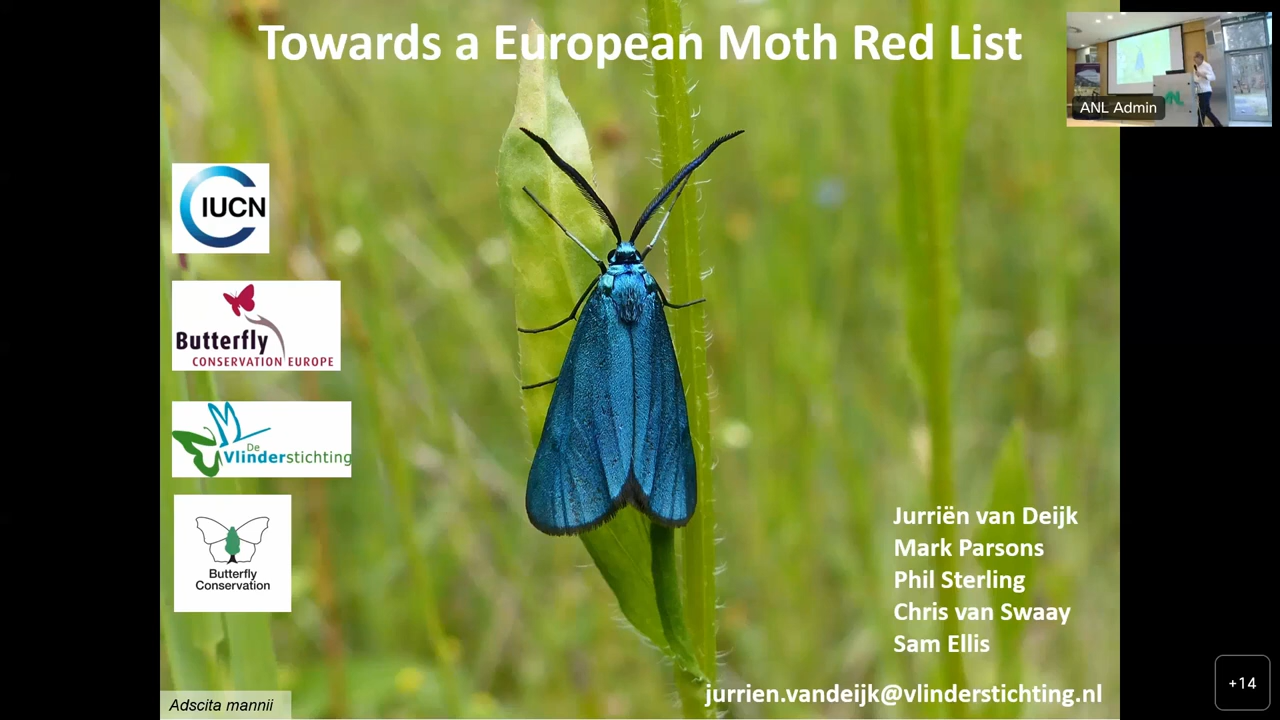 Towards a European Moth Red List
ANL Admin
IUCN
Butterfly
CONSERVATION EUROPE
De
Vlinderstichting
Butterfly
Conservation
Jurriën van Deijk
Mark Parsons
Phil Sterling
Chris van Swaay
Sam Ellis
jurrien.vandeijk@vlinderstichting.nl
Adscita mannii
+14